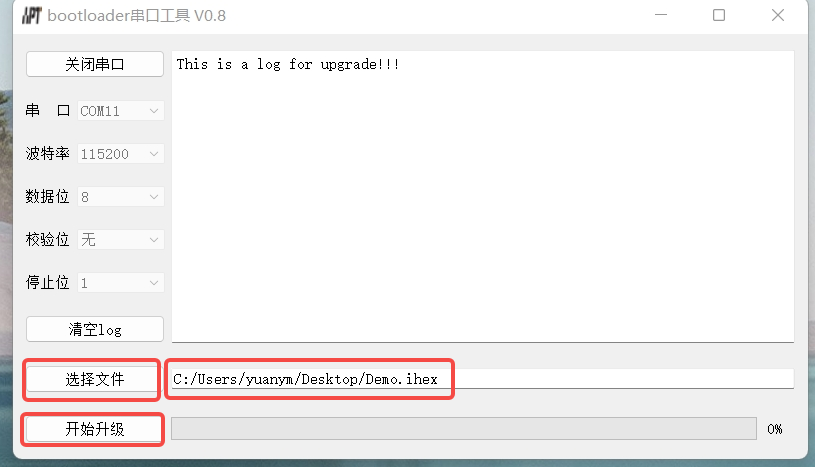 APT bootloader串口工具 V0.8
关闭串口
This is a log for upgrade!!!
串 口 COM11
波特率 115200
数据位 8
校验位 无
停止位 1
清空log
选择文件 C:/Users/yuanym/Desktop/Demo.ihex
开始升级 0%